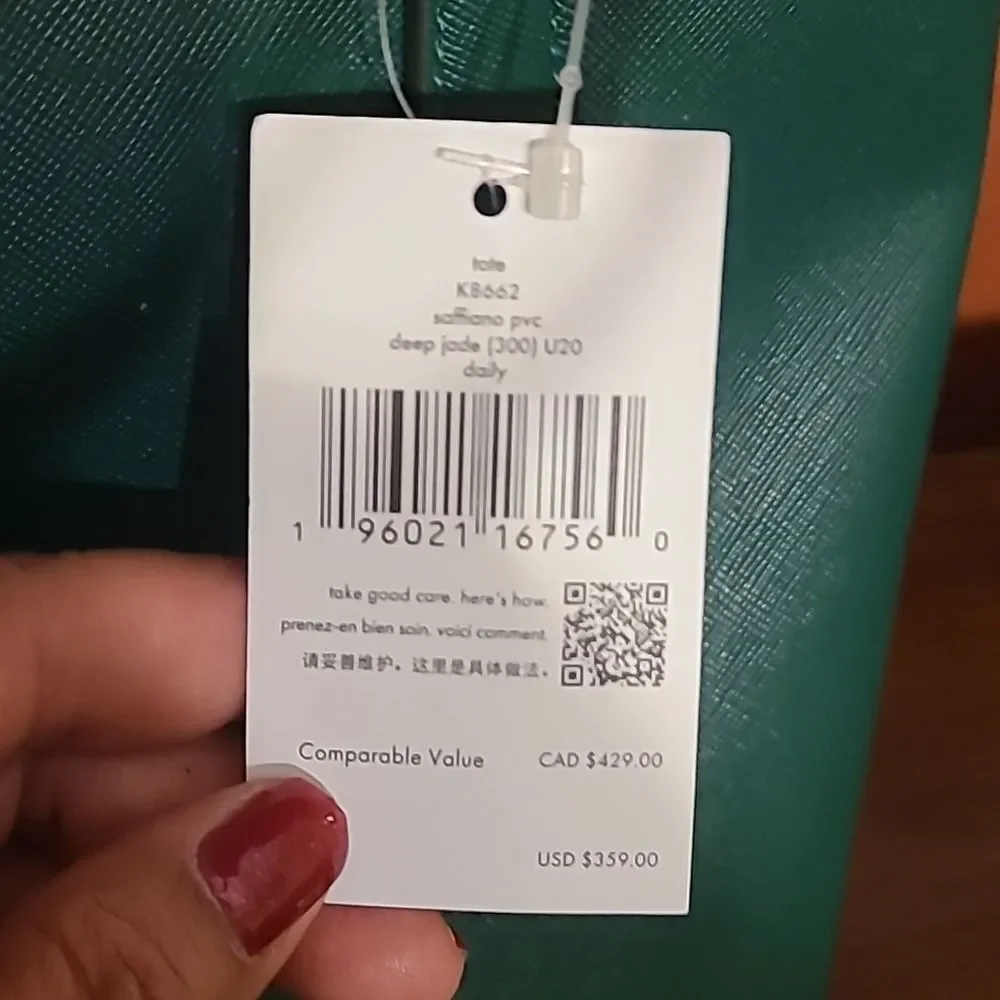 tote
K8662
saffiano pvc
deep jade (300) U20
daily
1 96021 16756 0
take good care. here's how.
prenez-en bien soin. voici comment.
请妥善维护。这里是具体做法。
Comparable Value CAD $429.00
USD $359.00